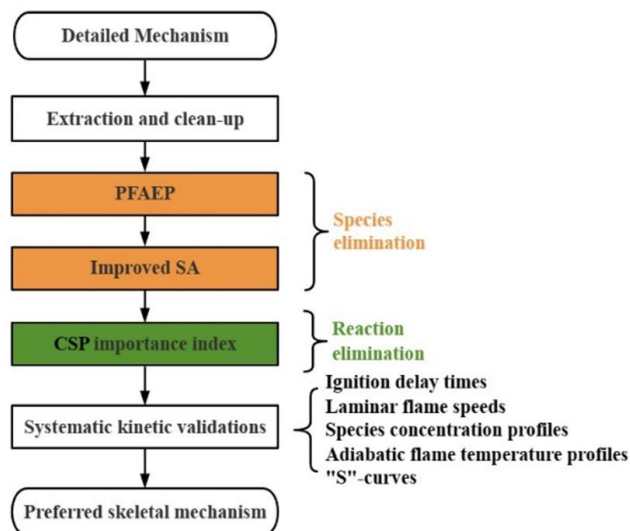 Detailed Mechanism
Extraction and clean-up
PFAEP
Species
elimination
Improved SA
CSP importance index
Reaction
elimination
Ignition delay times
Laminar flame speeds
Systematic kinetic validations
Species concentration profiles
Adiabatic flame temperature profiles
"S"-curves
Preferred skeletal mechanism